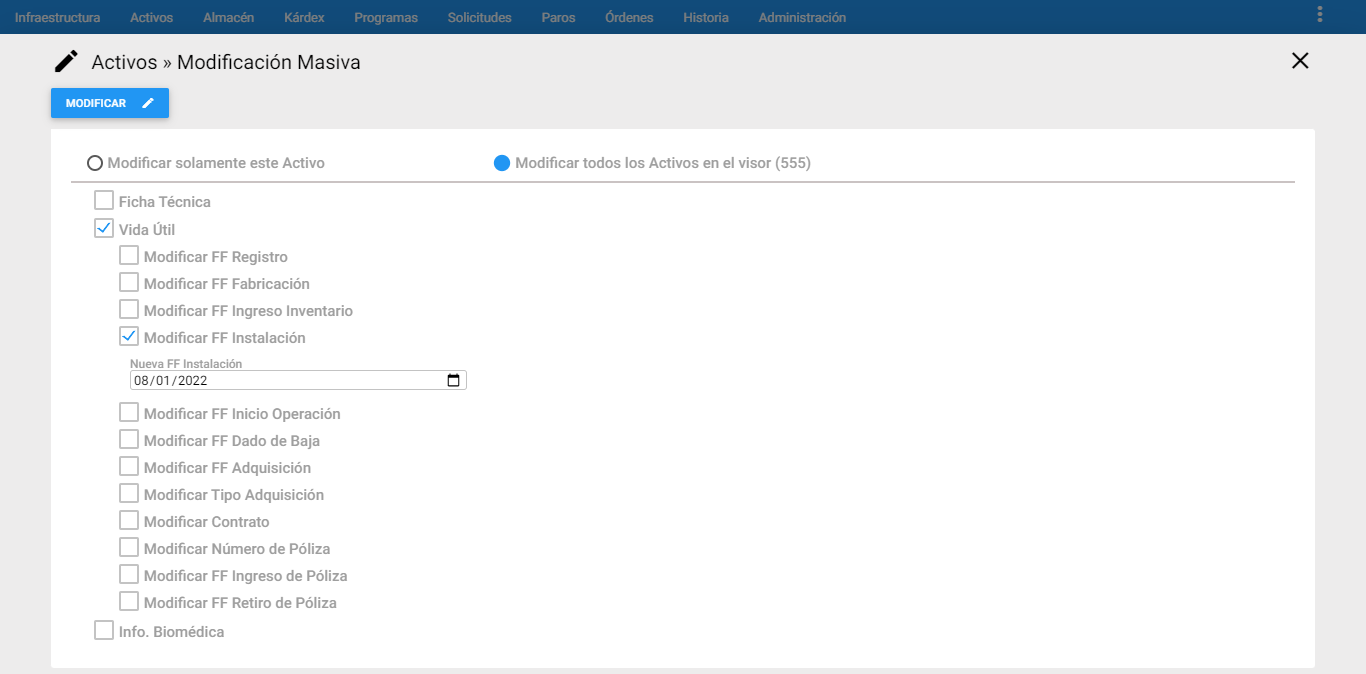 Infraestructura Activos Almacén Kárdex Programas Solicitudes Paros Órdenes Historia Administración
Activos » Modificación Masiva
MODIFICAR
Modificar solamente este Activo Modificar todos los Activos en el visor (555)
Ficha Técnica
Vida Útil
Modificar FF Registro
Modificar FF Fabricación
Modificar FF Ingreso Inventario
Modificar FF Instalación
Nueva FF Instalación
08/01/2022
Modificar FF Inicio Operación
Modificar FF Dado de Baja
Modificar FF Adquisición
Modificar Tipo Adquisición
Modificar Contrato
Modificar Número de Póliza
Modificar FF Ingreso de Póliza
Modificar FF Retiro de Póliza
Info. Biomédica